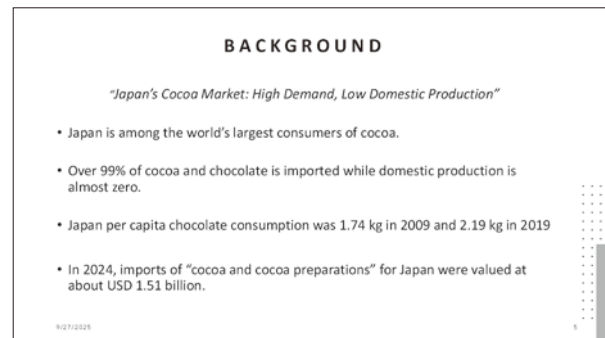 BACKGROUND
"Japan's Cocoa Market: High Demand, Low Domestic Production"
• Japan is among the world's largest consumers of cocoa.
• Over 99% of cocoa and chocolate is imported while domestic production is
almost zero.
• Japan per capita chocolate consumption was 1.74 kg in 2009 and 2.19 kg in 2019
• In 2024, imports of "cocoa and cocoa preparations" for Japan were valued at
about USD 1.51 billion.
9/27/2025
5